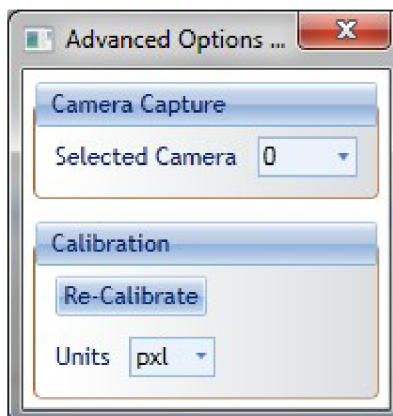 Advanced Options ...
Camera Capture
Selected Camera 0
Calibration
Re-Calibrate
Units pxl